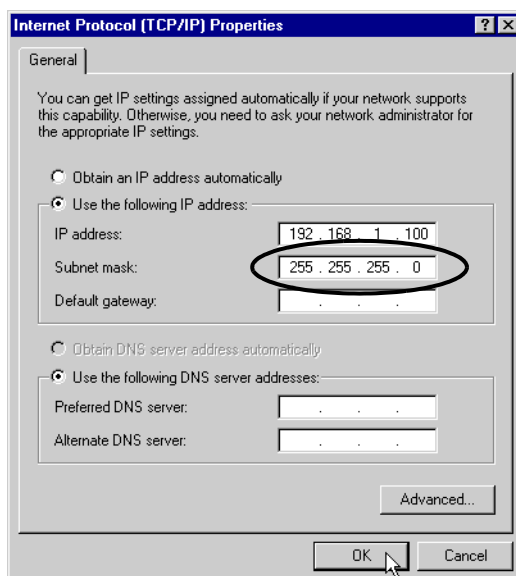 Internet Protocol (TCP/IP) Properties
General
You can get IP settings assigned automatically if your network supports
this capability. Otherwise, you need to ask your network administrator for
the appropriate IP settings.
Obtain an IP address automatically
Use the following IP address:
IP address: 192 . 168 . 1 . 100
Subnet mask: 255 . 255 . 255 . 0
Default gateway: . . .
Obtain DNS server address automatically
Use the following DNS server addresses:
Preferred DNS server: . . .
Alternate DNS server: . . .
Advanced...
OK Cancel